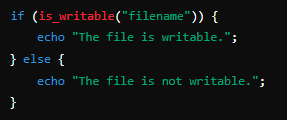 if (is_writable("filename")) {
    echo "The file is writable.";
} else {
    echo "The file is not writable.";
}